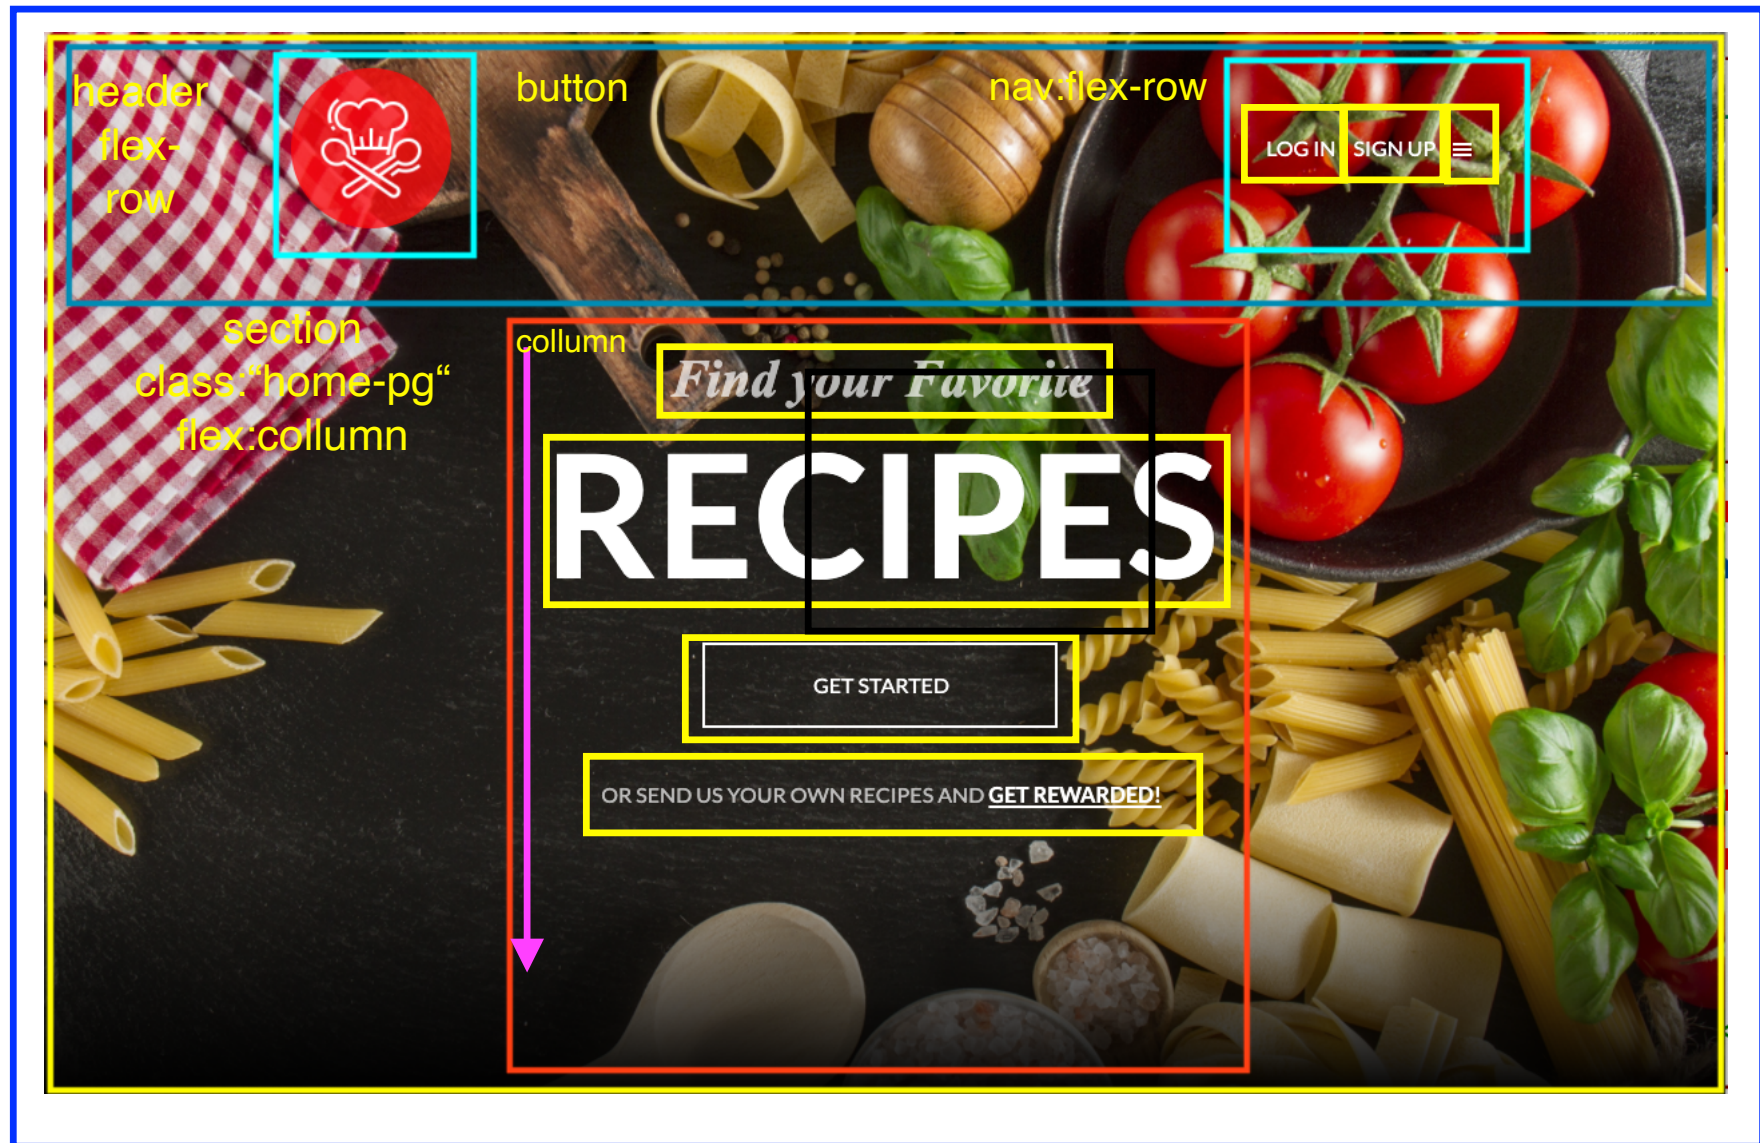 header
flex-
row
button
nav:flex-row
LOG IN
SIGN UP
section
class:“home-pg“
flex:collumn
collumn
Find your Favorite
RECIPES
GET STARTED
OR SEND US YOUR OWN RECIPES AND GET REWARDED!